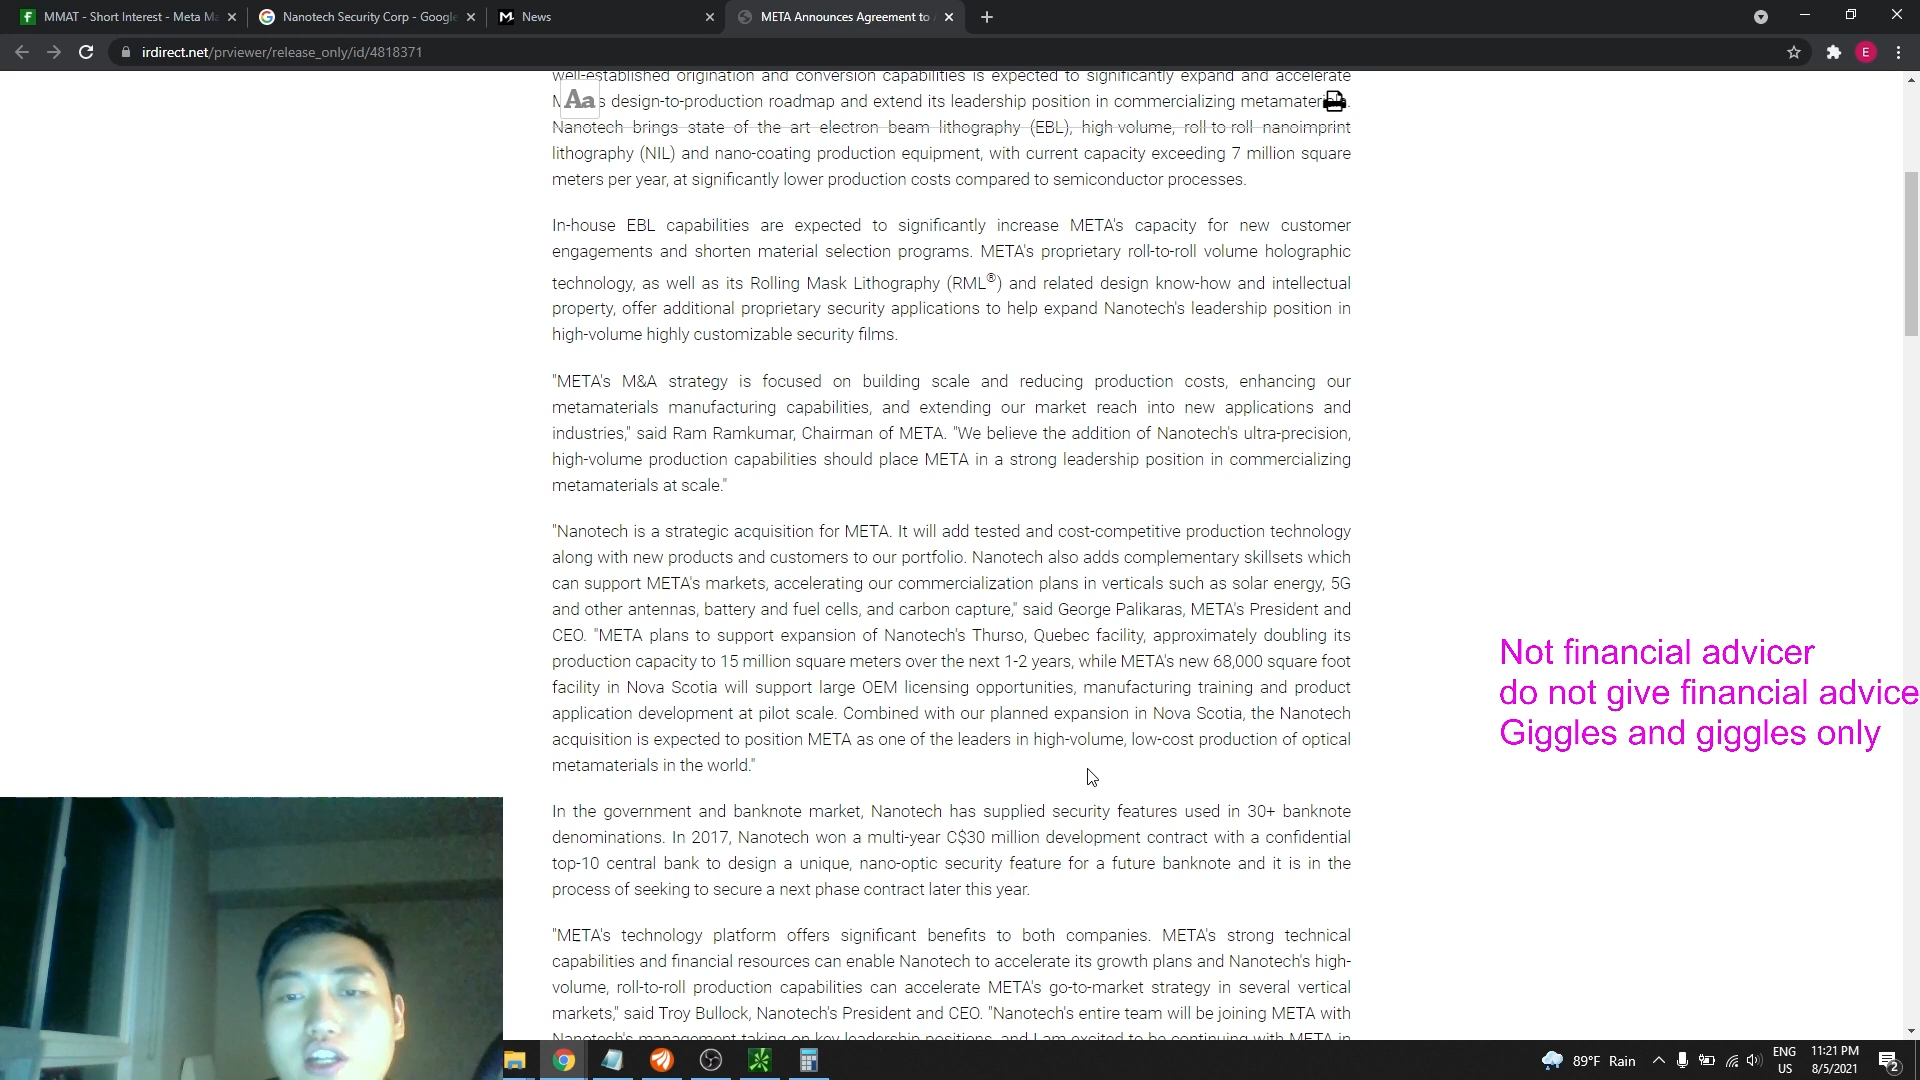 MMAT - Short Interest - Meta Ma
Nanotech Security Corp - Google
News
META Announces Agreement to A
irdirect.net/prviewer/release_only/id/4818371
E
well-established origination and conversion capabilities is expected to significantly expand and accelerate
Aa
s design-to-production roadmap and extend its leadership position in commercializing metamaterials.
Nanotech brings state of the art electron beam lithography (EBL), high volume, roll to roll nanoimprint
lithography (NIL) and nano-coating production equipment, with current capacity exceeding 7 million square
meters per year, at significantly lower production costs compared to semiconductor processes.
In-house EBL capabilities are expected to significantly increase META's capacity for new customer
engagements and shorten material selection programs. META's proprietary roll-to-roll volume holographic
technology, as well as its Rolling Mask Lithography (RML®) and related design know-how and intellectual
property, offer additional proprietary security applications to help expand Nanotech's leadership position in
high-volume highly customizable security films.
"META's M&A strategy is focused on building scale and reducing production costs, enhancing our
metamaterials manufacturing capabilities, and extending our market reach into new applications and
industries," said Ram Ramkumar, Chairman of META. "We believe the addition of Nanotech's ultra-precision,
high-volume production capabilities should place META in a strong leadership position in commercializing
metamaterials at scale."
"Nanotech is a strategic acquisition for META. It will add tested and cost-competitive production technology
along with new products and customers to our portfolio. Nanotech also adds complementary skillsets which
can support META's markets, accelerating our commercialization plans in verticals such as solar energy, 5G
and other antennas, battery and fuel cells, and carbon capture," said George Palikaras, META's President and
CEO. "META plans to support expansion of Nanotech's Thurso, Quebec facility, approximately doubling its
production capacity to 15 million square meters over the next 1-2 years, while META's new 68,000 square foot
facility in Nova Scotia will support large OEM licensing opportunities, manufacturing training and product
application development at pilot scale. Combined with our planned expansion in Nova Scotia, the Nanotech
acquisition is expected to position META as one of the leaders in high-volume, low-cost production of optical
metamaterials in the world."
Not financial advicer
do not give financial advice
Giggles and giggles only
In the government and banknote market, Nanotech has supplied security features used in 30+ banknote
denominations. In 2017, Nanotech won a multi-year C$30 million development contract with a confidential
top-10 central bank to design a unique, nano-optic security feature for a future banknote and it is in the
process of seeking to secure a next phase contract later this year.
"META's technology platform offers significant benefits to both companies. META's strong technical
capabilities and financial resources can enable Nanotech to accelerate its growth plans and Nanotech's high-
volume, roll-to-roll production capabilities can accelerate META's go-to-market strategy in several vertical
markets," said Troy Bullock, Nanotech's President and CEO. "Nanotech's entire team will be joining META with
Nanotech's management taking on key leadership positions, and I am excited to be continuing with META in
89°F Rain
ENG
US
11:21 PM
8/5/2021
2